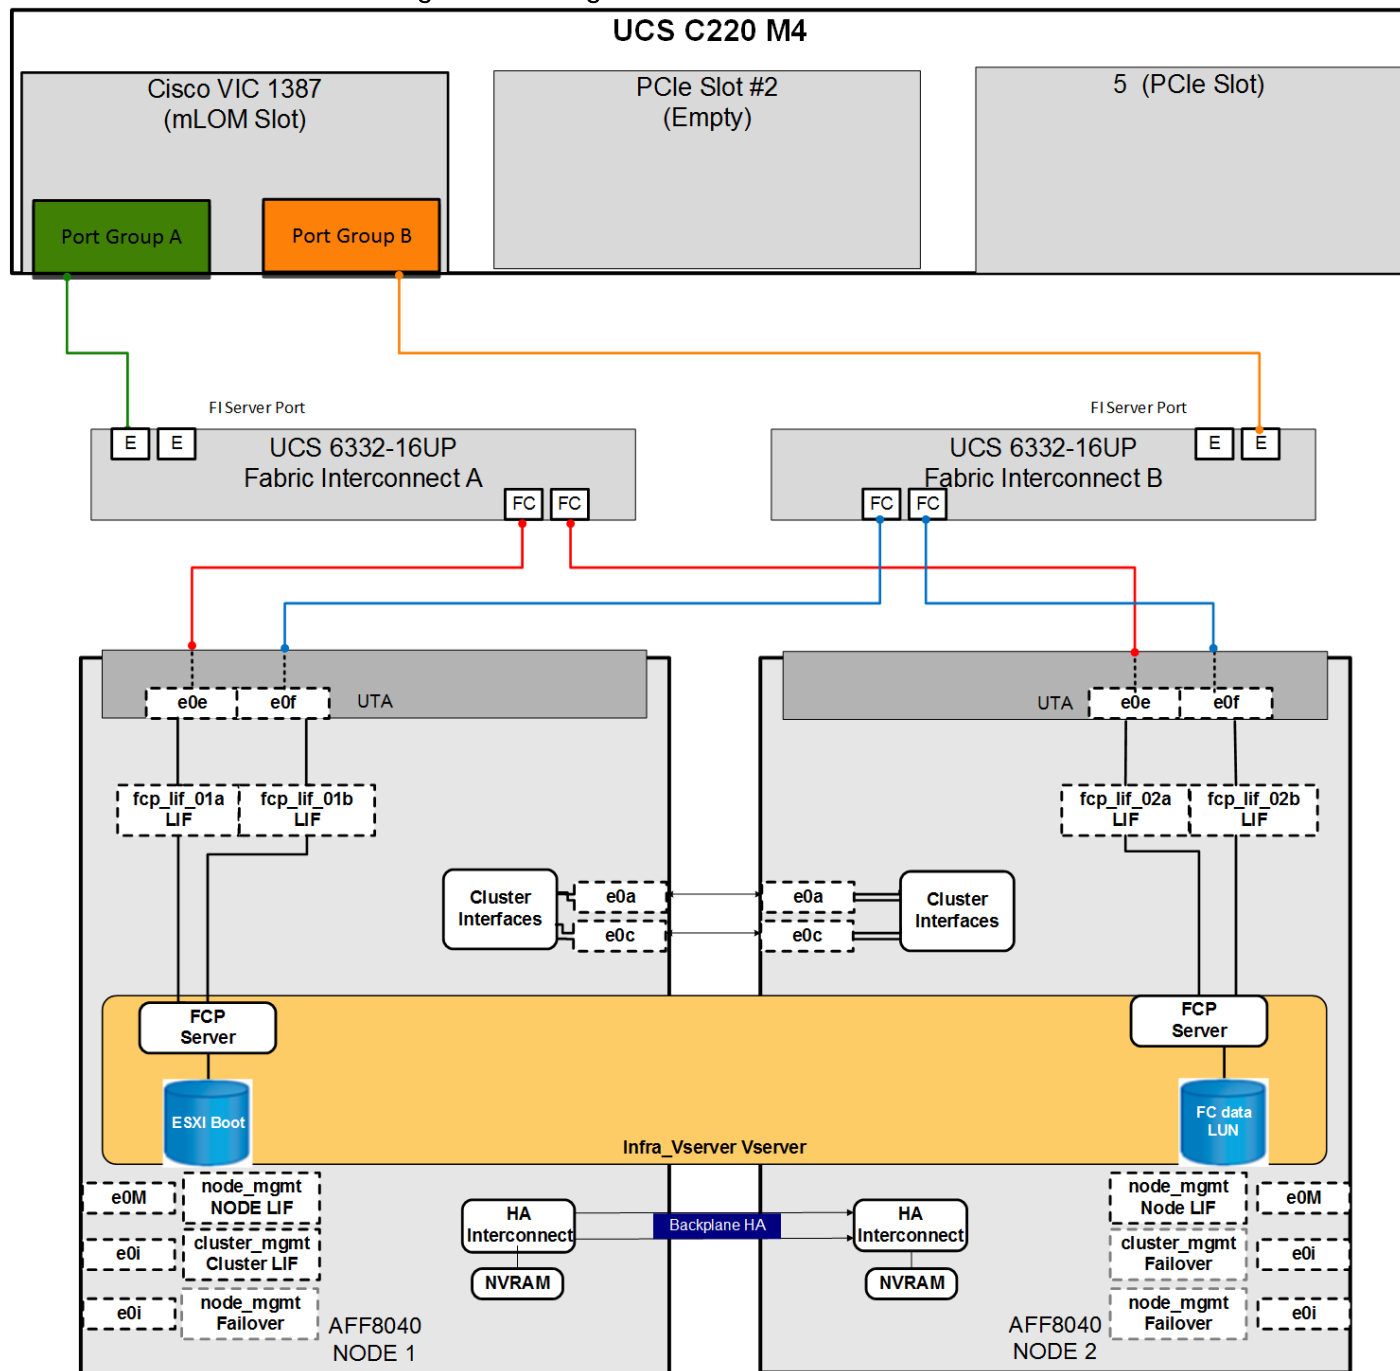 UCS C220 M4
Cisco VIC 1387
(mLOM Slot)
PCIe Slot #2
(Empty)
5  (PCIe Slot)
Port Group A
Port Group B
FI Server Port
FI Server Port
E
E
UCS 6332-16UP
Fabric Interconnect A
FC
FC
UCS 6332-16UP
Fabric Interconnect B
E
E
FC
FC
e0e
e0f
UTA
UTA
e0e
e0f
fcp_lif_01a
LIF
fcp_lif_01b
LIF
fcp_lif_02a
LIF
fcp_lif_02b
LIF
Cluster
Interfaces
e0a
e0c
e0a
e0c
Cluster
Interfaces
FCP
Server
FCP
Server
ESXI Boot
FC data
LUN
Infra_Vserver Vserver
e0M
node_mgmt
NODE LIF
e0i
cluster_mgmt
Cluster LIF
e0i
node_mgmt
Failover
HA
Interconnect
NVRAM
Backplane HA
HA
Interconnect
NVRAM
node_mgmt
Node LIF
e0M
cluster_mgmt
Failover
e0i
node_mgmt
Failover
e0i
AFF8040
NODE 1
AFF8040
NODE 2